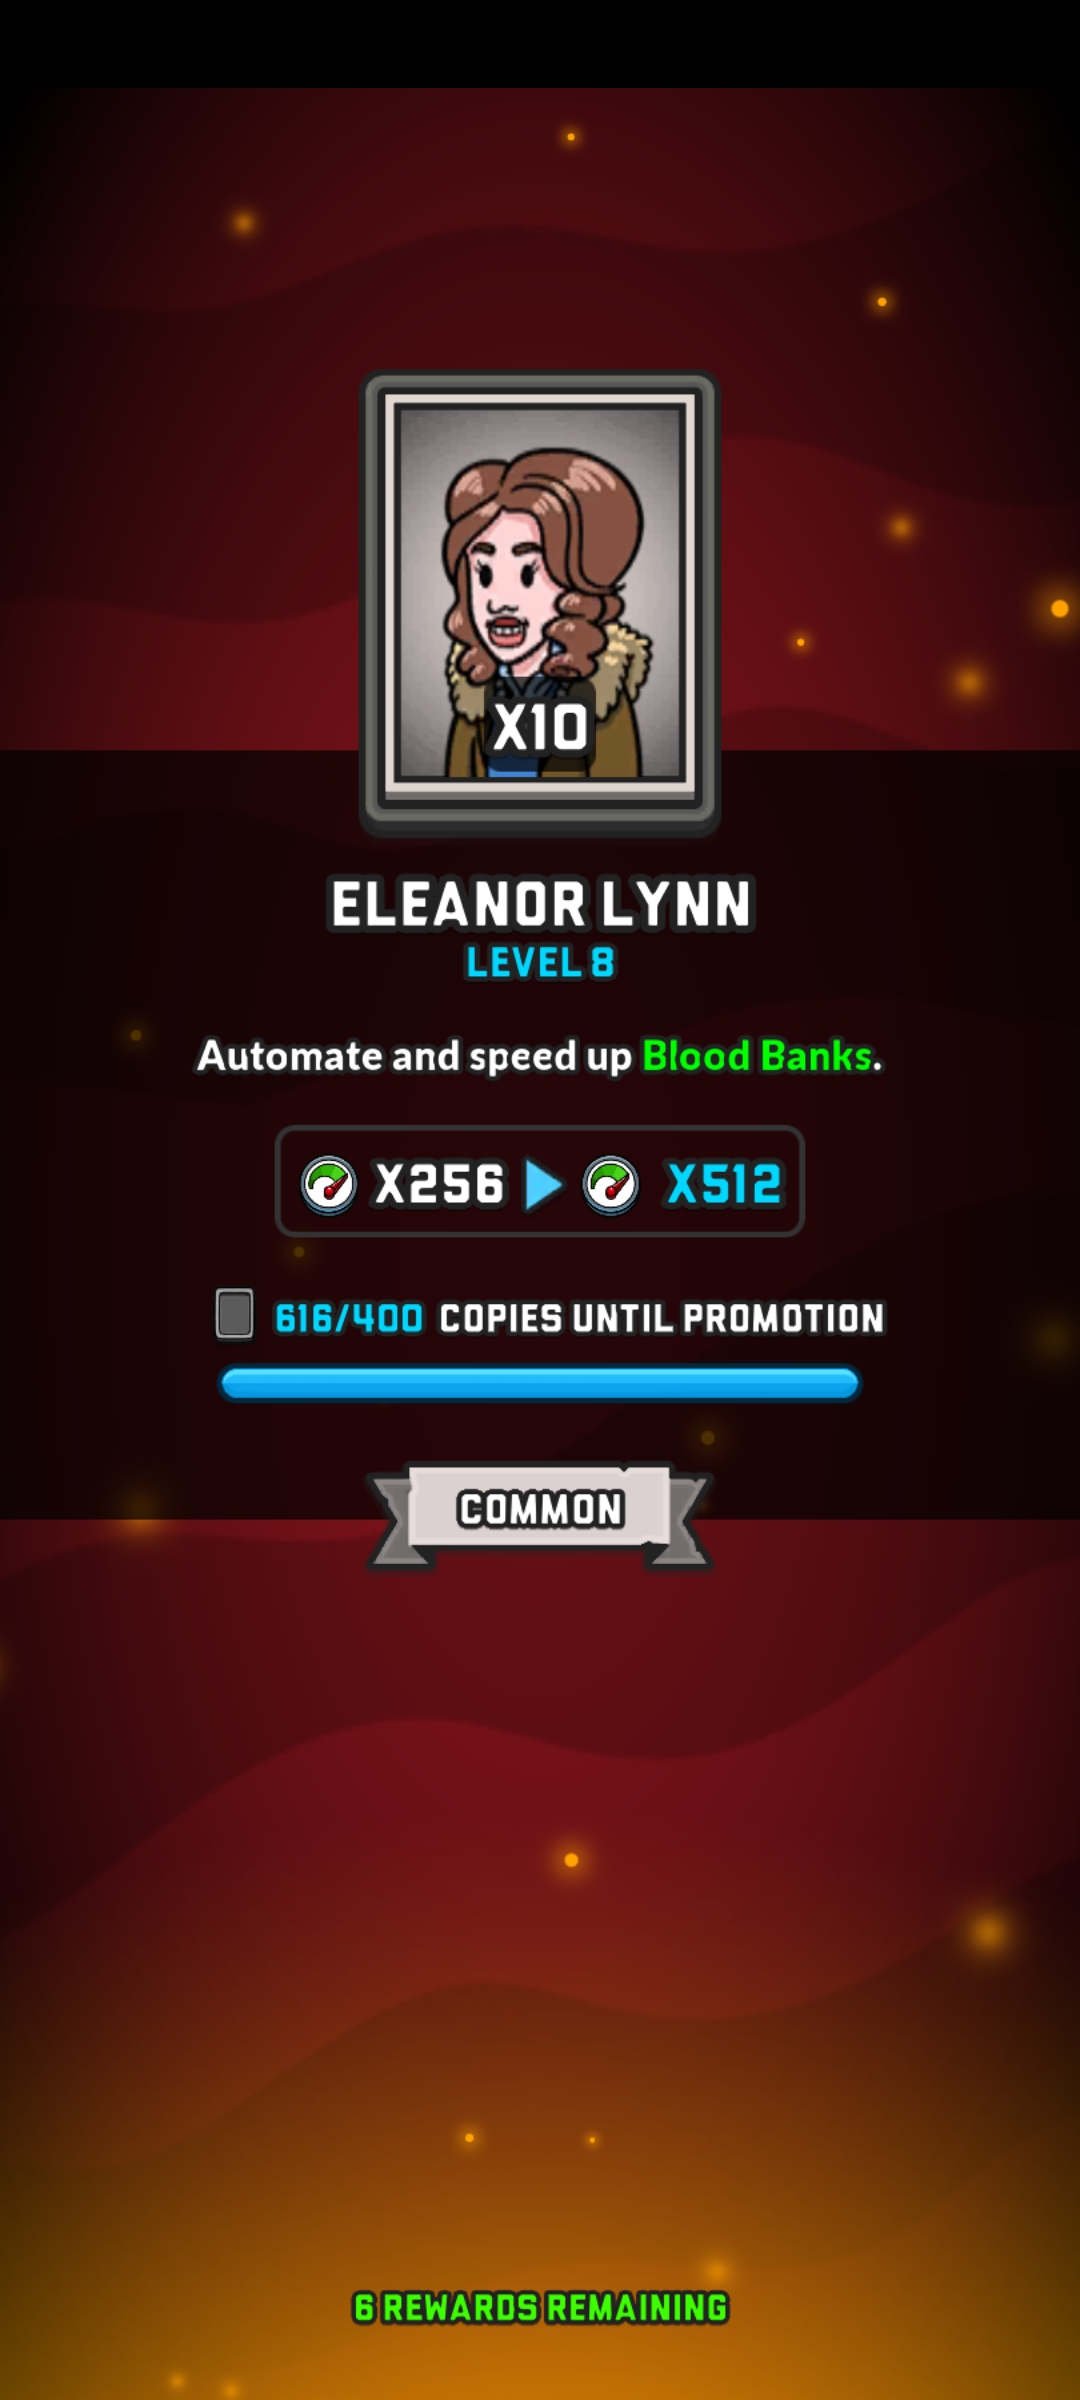 X10
ELEANOR LYNN
LEVEL 8
Automate and speed up Blood Banks.
X256 X512
616/400 COPIES UNTIL PROMOTION
COMMON
6 REWARDS REMAINING